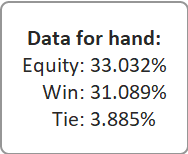 Data for hand:
Equity: 33.032%
Win: 31.089%
Tie: 3.885%